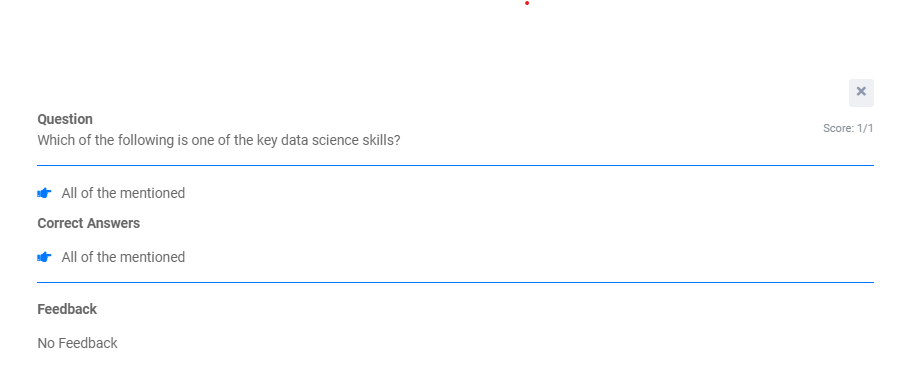 Question
Which of the following is one of the key data science skills?
Score: 1/1
All of the mentioned
Correct Answers
All of the mentioned
Feedback
No Feedback